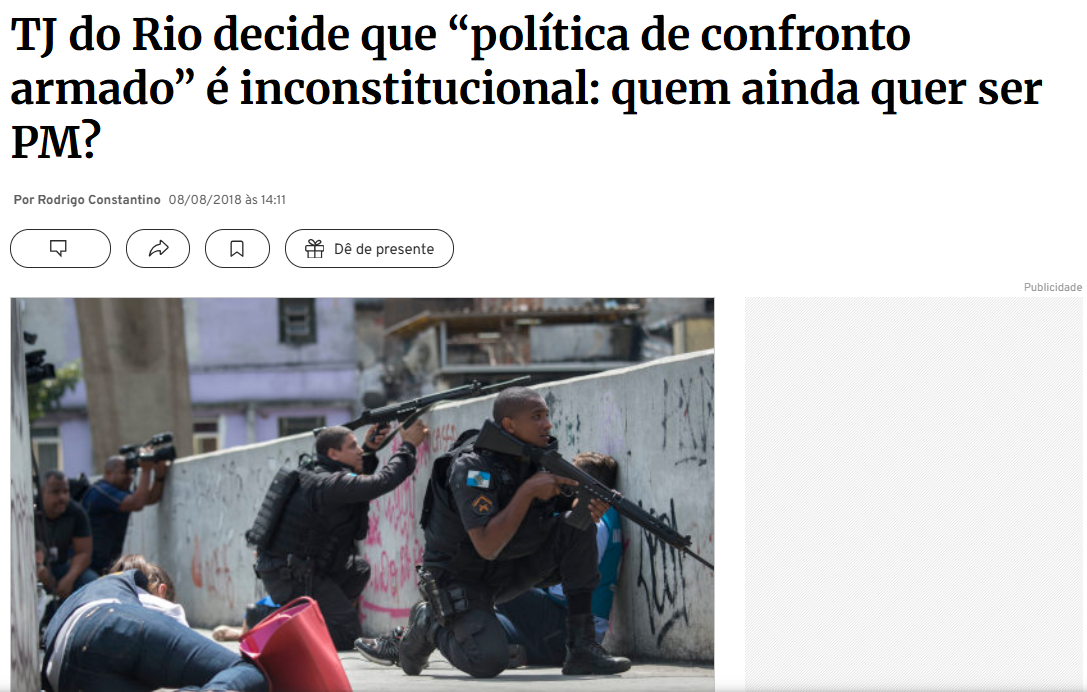 TJ do Rio decide que “política de confronto
armado” é inconstitucional: quem ainda quer ser
PM?
Por Rodrigo Constantino 08/08/2018 às 14:11
Dê de presente
Publicidade